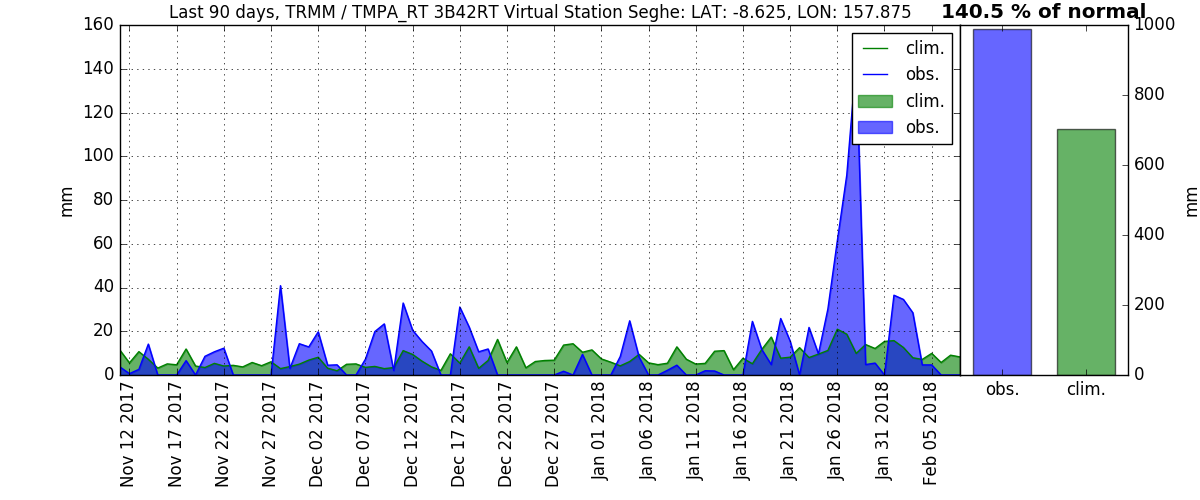 Last 90 days, TRMM / TMPA_RT 3B42RT Virtual Station Seghe: LAT: -8.625, LON: 157.875
140.5 % of normal
160
140
120
100
80
60
40
20
0
mm
clim.
obs.
clim.
obs.
1000
800
600
400
200
0
mm
obs.
clim.
Nov 12 2017
Nov 17 2017
Nov 22 2017
Nov 27 2017
Dec 02 2017
Dec 07 2017
Dec 12 2017
Dec 17 2017
Dec 22 2017
Dec 27 2017
Jan 01 2018
Jan 06 2018
Jan 11 2018
Jan 16 2018
Jan 21 2018
Jan 26 2018
Jan 31 2018
Feb 05 2018